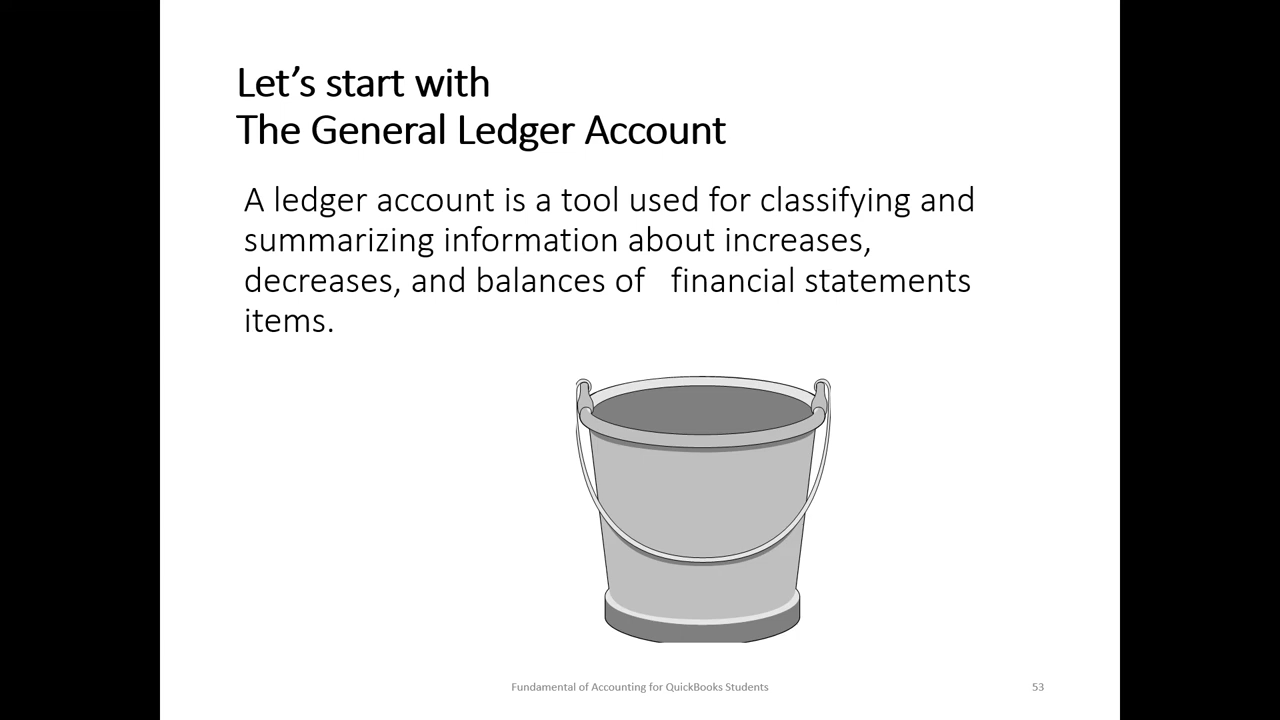 Let’s start with
The General Ledger Account
A ledger account is a tool used for classifying and
summarizing information about increases,
decreases, and balances of   financial statements
items.
Fundamental of Accounting for QuickBooks Students
53